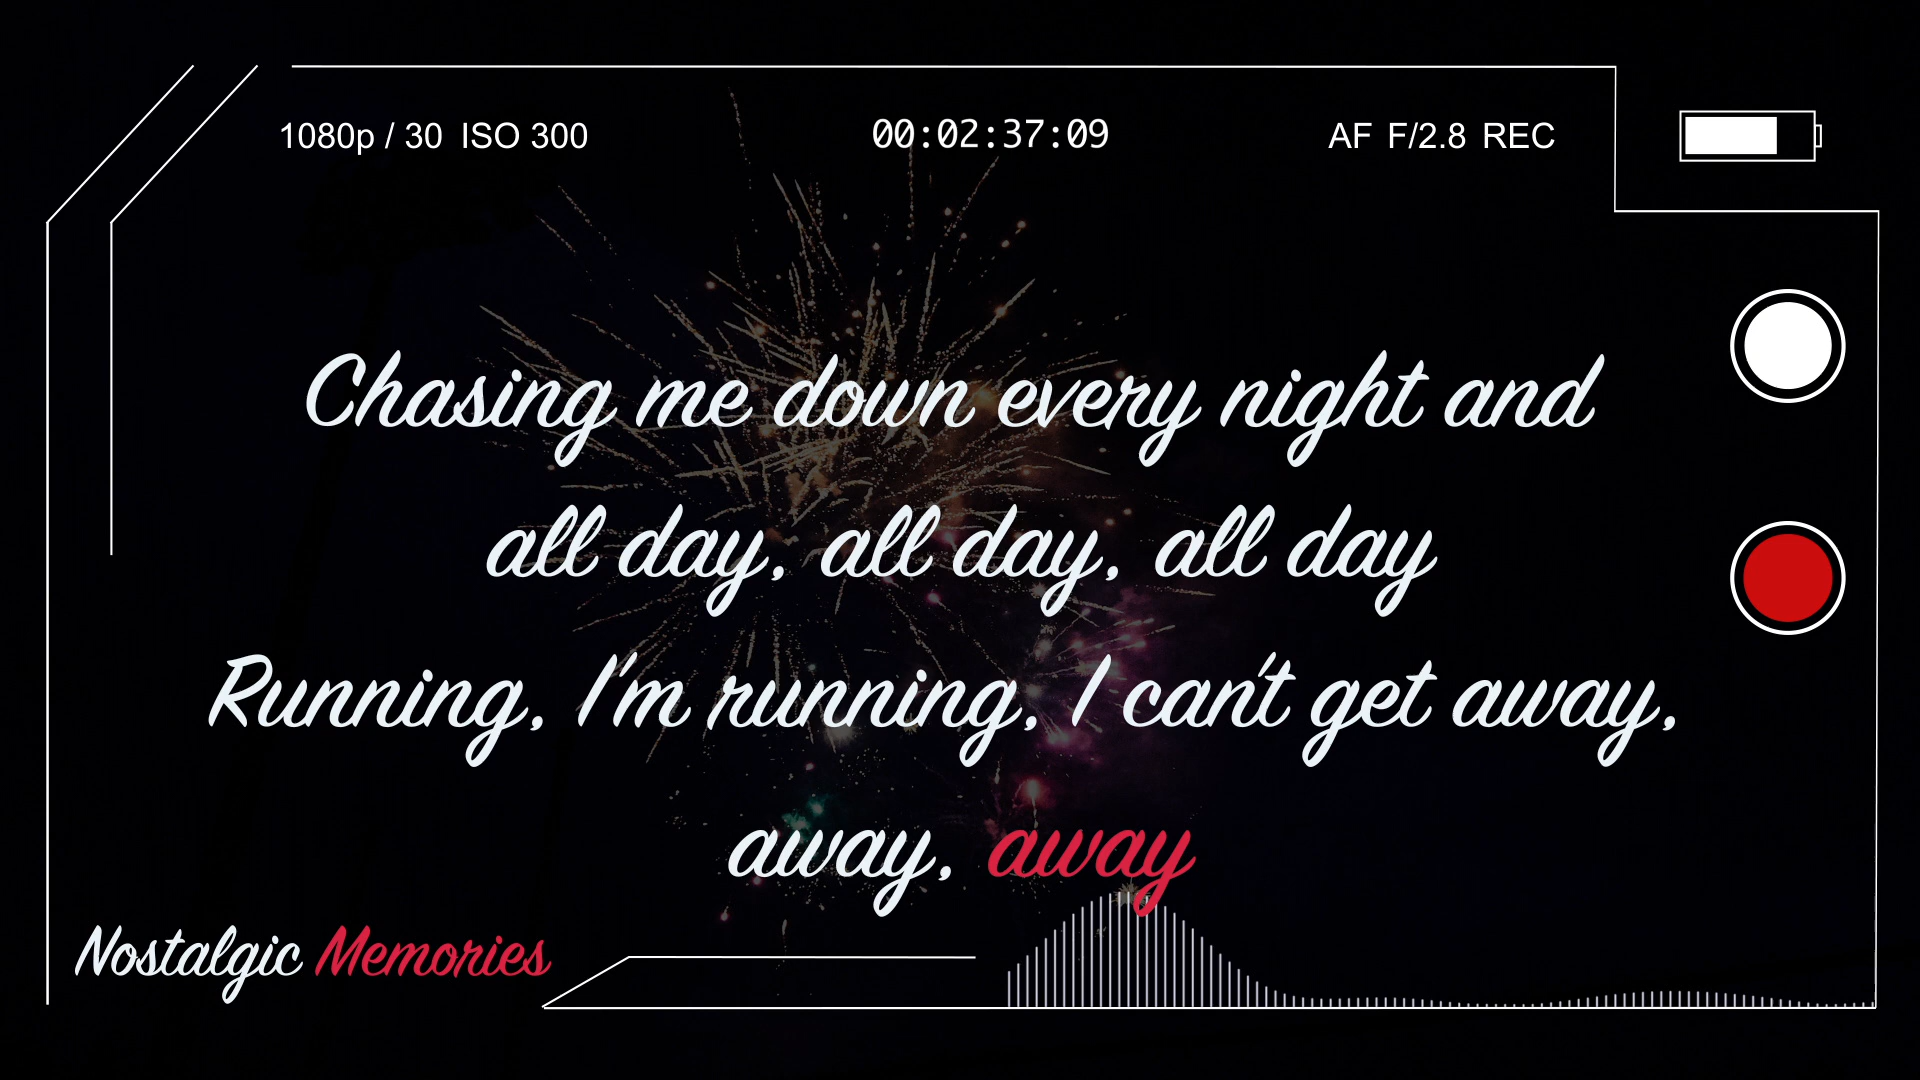 1080p / 30 ISO 300 00:02:37:09 AF F/2.8 REC
Chasing me down every night and
all day, all day, all day
Running, I'm running, I can't get away,
away, away
Nostalgic Memories